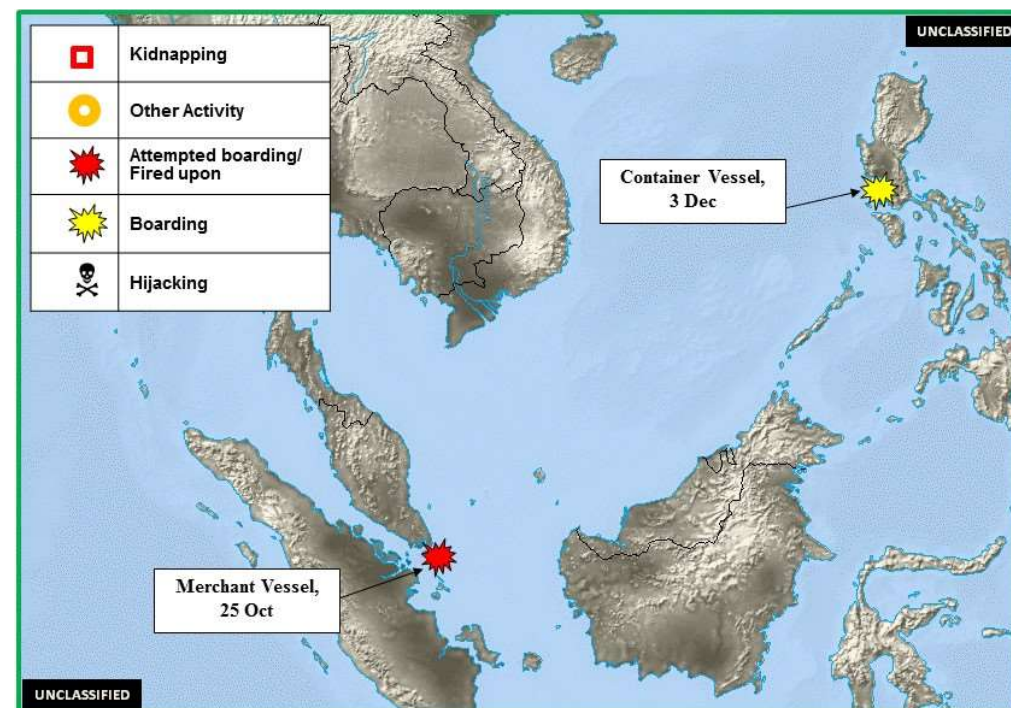 UNCLASSIFIED
Kidnapping
Other Activity
Attempted boarding/
Fired upon
Boarding
Hijacking
Container Vessel,
3 Dec
Merchant Vessel,
25 Oct
UNCLASSIFIED